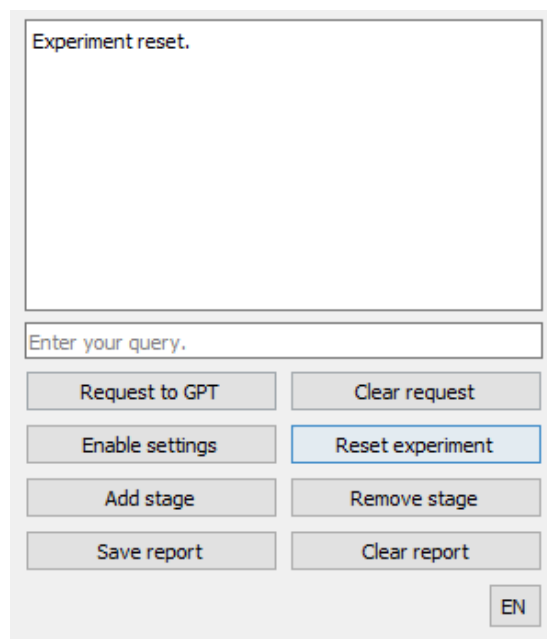 Experiment reset.
Enter your query.
Request to GPT
Clear request
Enable settings
Reset experiment
Add stage
Remove stage
Save report
Clear report
EN